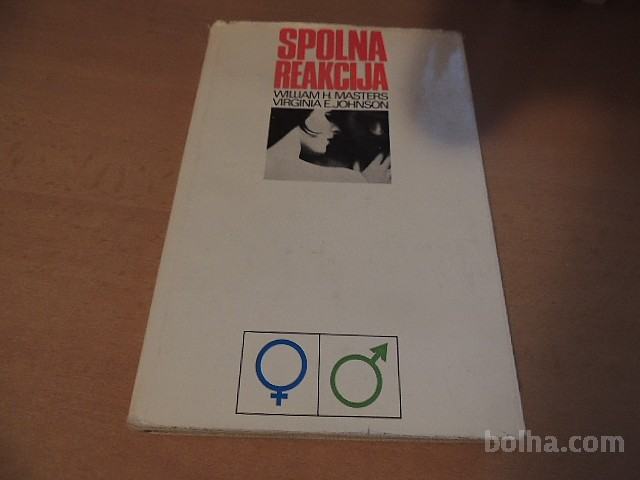 SPOLNA
REAKCIJA
WILLIAM H. MASTERS
VIRGINIA E. JOHNSON
bolha.com